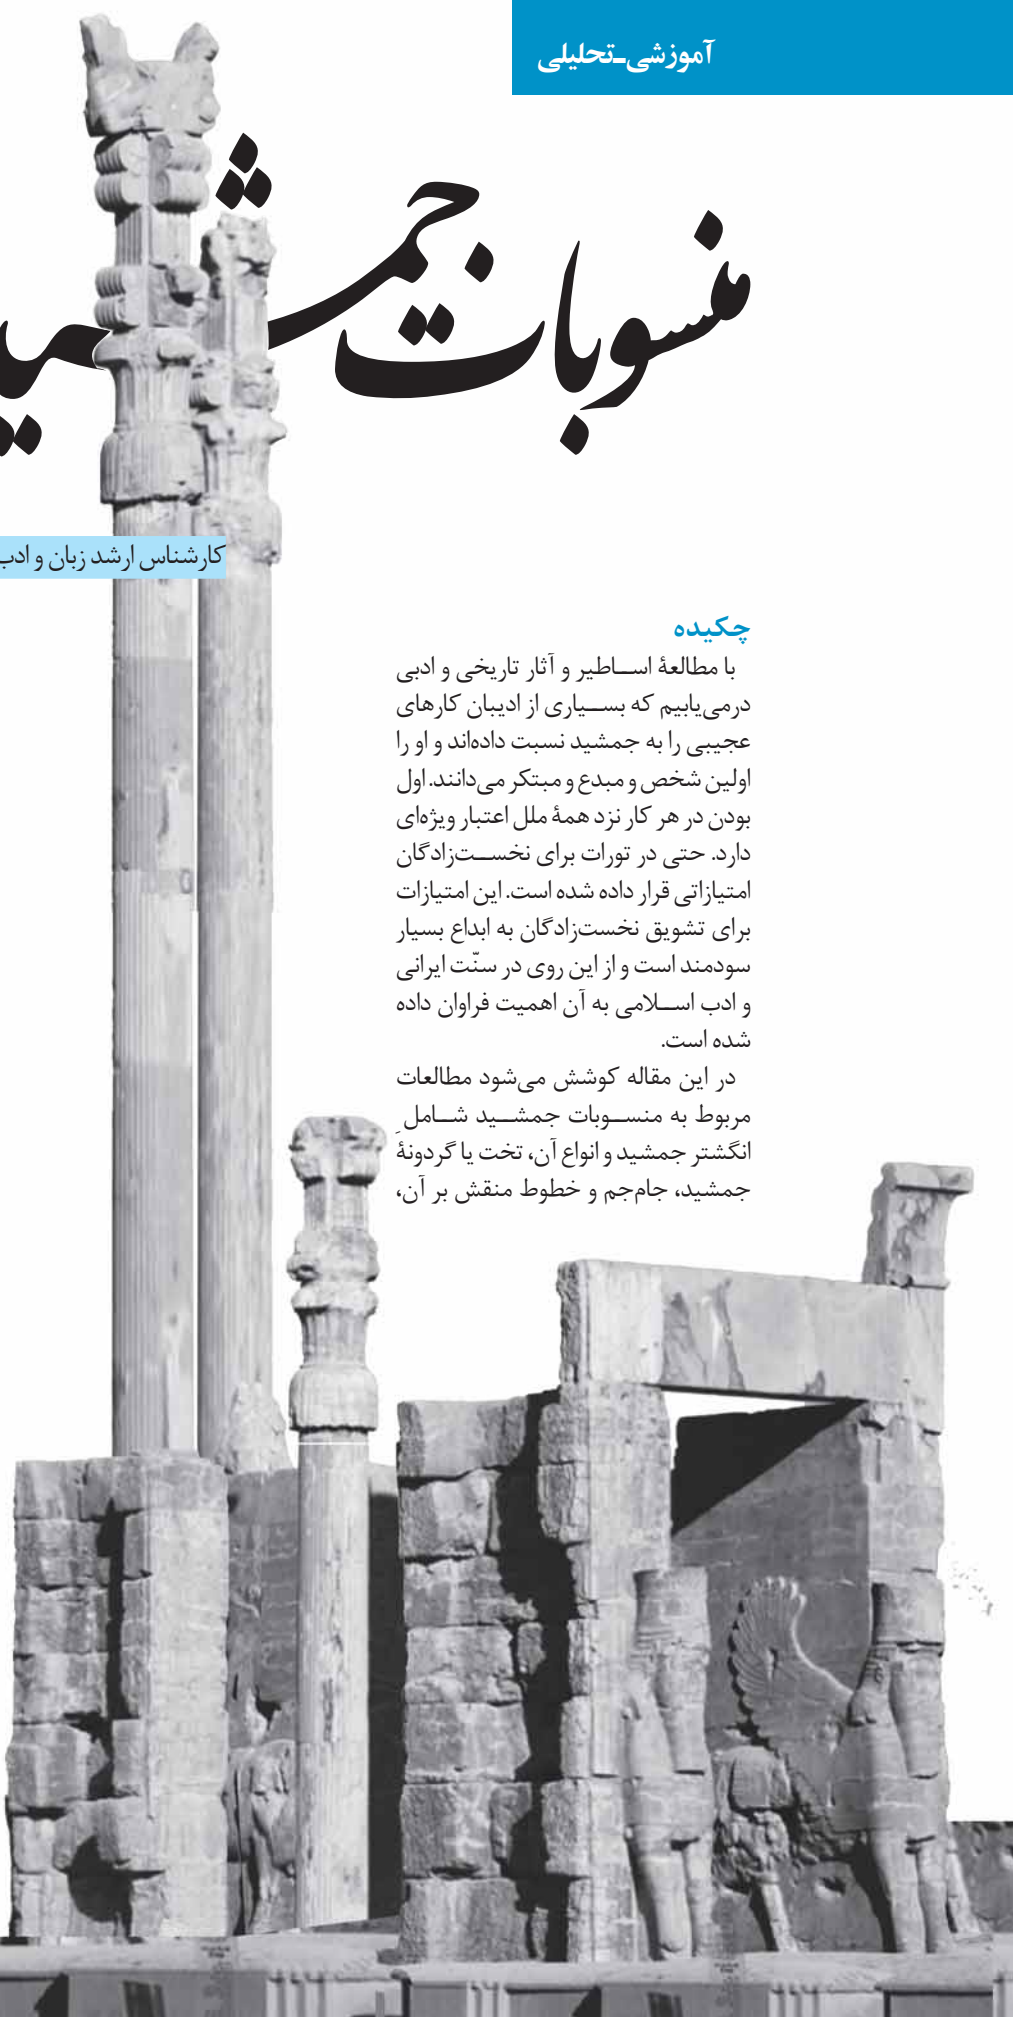 آموزشی‌ـ‌تحلیلی
منسوبات جمشید
کارشناس ارشد زبان و ادب
چکیده
با مطالعهٔ اساطیر و آثار تاریخی و ادبی
درمی‌یابیم که بسیاری از ادیبان کارهای
عجیبی را به جمشید نسبت داده‌اند و او را
اولین شخص و مبدع و مبتکر می‌دانند. اول
بودن در هر کار نزد همهٔ ملل اعتبار ویژه‌ای
دارد. حتی در تورات برای نخست‌زادگان
امتیازاتی قرار داده شده است. این امتیازات
برای تشویق نخست‌زادگان به ابداع بسیار
سودمند است و از این روی در سنّت ایرانی
و ادب اسلامی به آن اهمیت فراوان داده
شده است.
در این مقاله کوشش می‌شود مطالعات
مربوط به منسوبات جمشید شاملِ
انگشتر جمشید و انواع آن، تخت یا گردونهٔ
جمشید، جام‌جم و خطوط منقش بر آن،